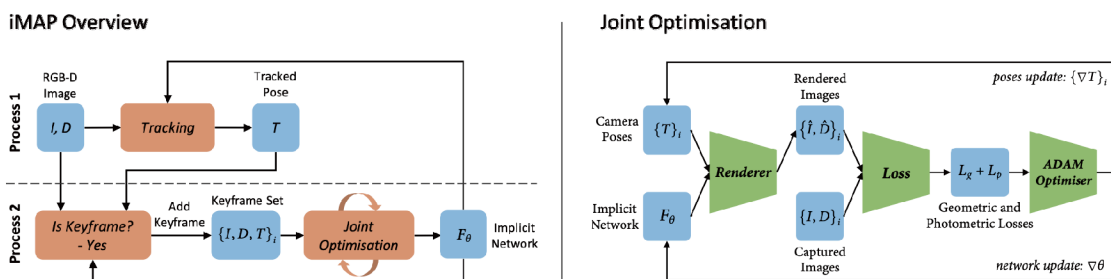 iMAP Overview
Process 1
RGB-D
Image
I, D
Tracking
Tracked
Pose
T
Process 2
Is Keyframe?
- Yes
Add
Keyframe
Keyframe Set
{I, D, T}i
Joint
Optimisation
Fθ
Implicit
Network
Joint Optimisation
poses update: {∇T}i
Camera
Poses
{T}i
Implicit
Network
Fθ
Renderer
Rendered
Images
{Î, D̂}i
{I, D}i
Captured
Images
Loss
Lg + Lp
Geometric and
Photometric Losses
ADAM
Optimiser
network update: ∇θ